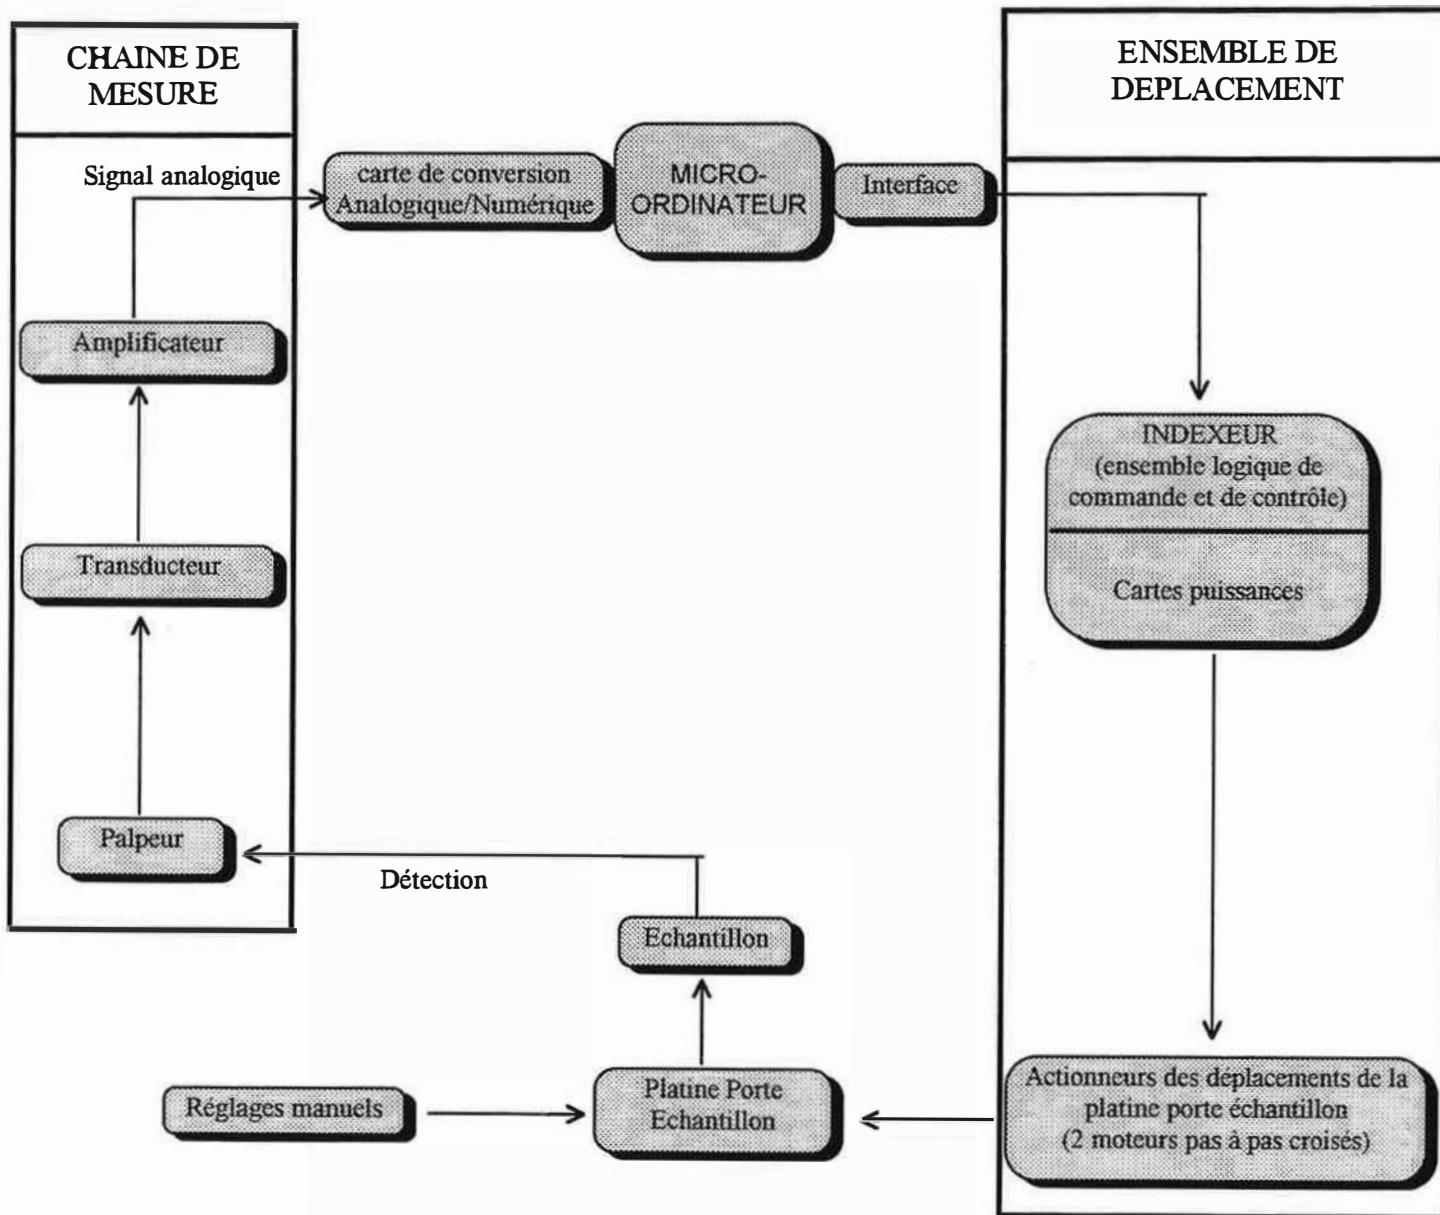 CHAINE DE
MESURE
ENSEMBLE DE
DEPLACEMENT
Signal analogique
carte de conversion
Analogique/Numérique
MICRO-
ORDINATEUR
Interface
Amplificateur
INDEXEUR
(ensemble logique de
commande et de contrôle)
Cartes puissances
Transducteur
Palpeur
Détection
Echantillon
Réglages manuels
Platine Porte
Echantillon
Actionneurs des déplacements de la
platine porte échantillon
(2 moteurs pas à pas croisés)